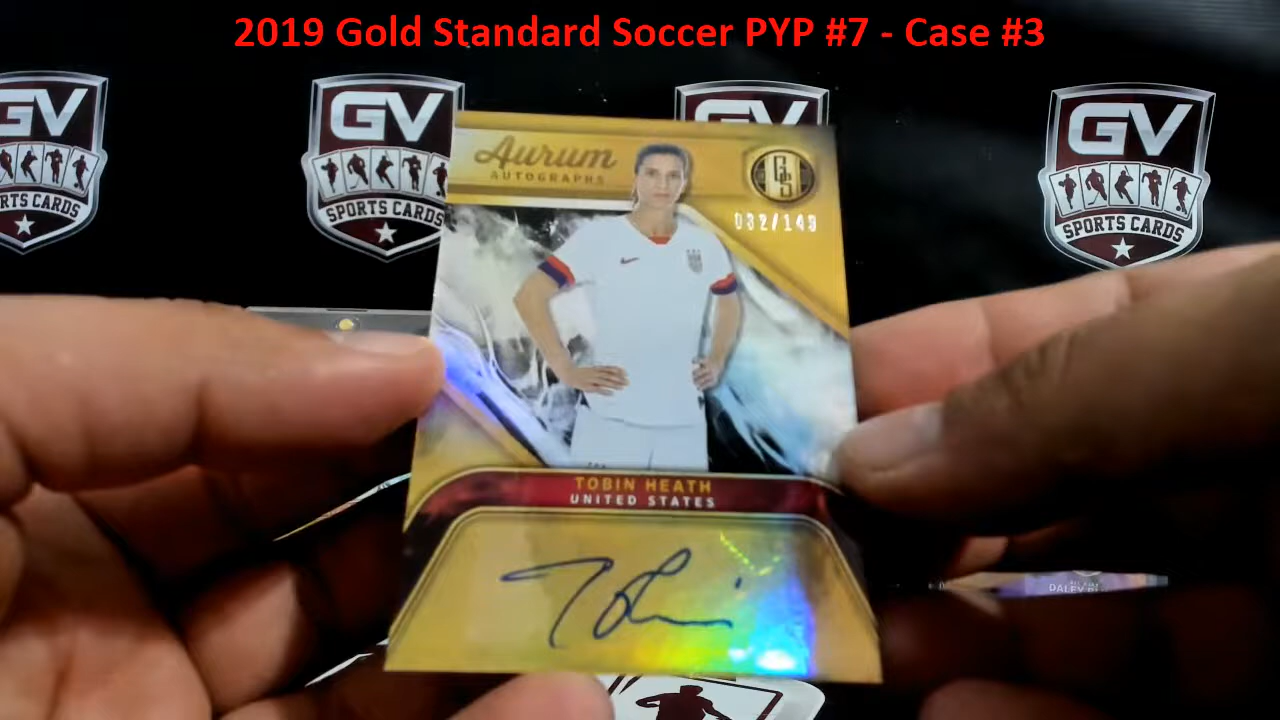 2019 Gold Standard Soccer PYP #7 - Case #3
GV
RTS CARDS
GV
SPORTS CARDS
GV
GV
SPORTS CARDS
Aurum
AUTOGRAPHS
GS
032/149
TOBIN HEATH
UNITED STATES